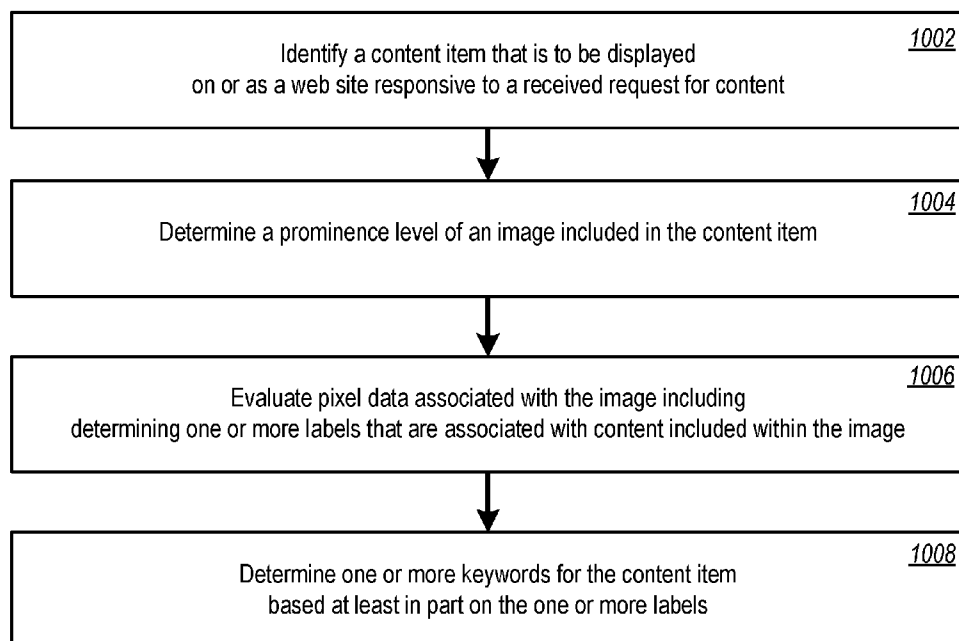 1002
Identify a content item that is to be displayed
on or as a web site responsive to a received request for content
1004
Determine a prominence level of an image included in the content item
1006
Evaluate pixel data associated with the image including
determining one or more labels that are associated with content included within the image
1008
Determine one or more keywords for the content item
based at least in part on the one or more labels